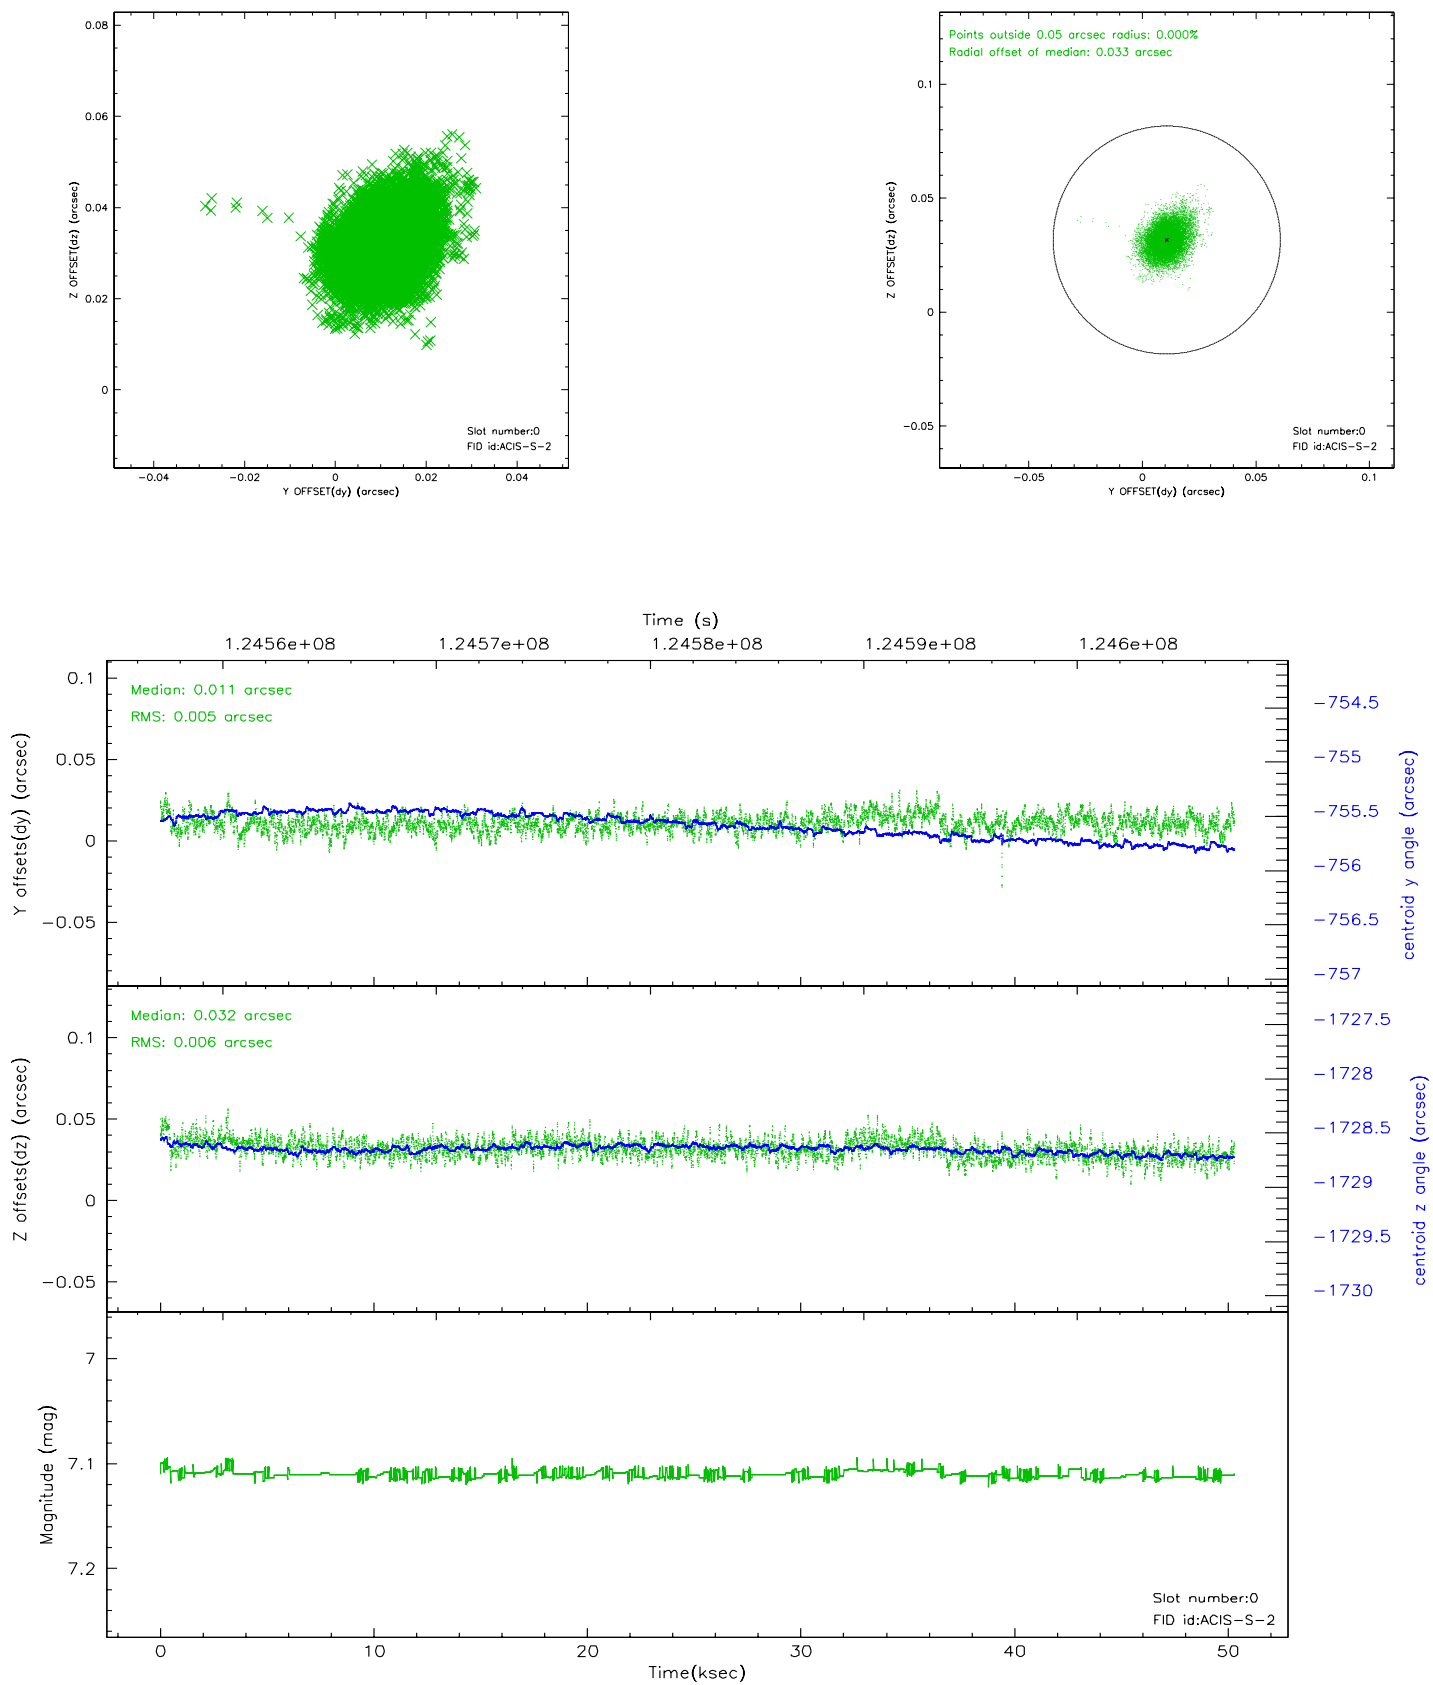 0.08
0.06
0.04
0.02
0
Z OFFSET(dz) (arcsec)
Slot number:0
FID id:ACIS-S-2
-0.04
-0.02
0
0.02
0.04
Y OFFSET(dy) (arcsec)
Points outside 0.05 arcsec radius: 0.000%
Radial offset of median: 0.033 arcsec
0.1
0.05
0
-0.05
Z OFFSET(dz) (arcsec)
Slot number:0
FID id:ACIS-S-2
-0.05
0
0.05
0.1
Y OFFSET(dy) (arcsec)
Time (s)
1.2456e+08
1.2457e+08
1.2458e+08
1.2459e+08
1.246e+08
Median: 0.011 arcsec
RMS: 0.005 arcsec
0.1
0.05
0
-0.05
Y offsets(dy) (arcsec)
-754.5
-755
-755.5
-756
-756.5
-757
centroid y angle (arcsec)
Median: 0.032 arcsec
RMS: 0.006 arcsec
0.1
0.05
0
-0.05
Z offsets(dz) (arcsec)
-1727.5
-1728
-1728.5
-1729
-1729.5
-1730
centroid z angle (arcsec)
7
7.1
7.2
Magnitude (mag)
Slot number:0
FID id:ACIS-S-2
0
10
20
30
40
50
Time(ksec)